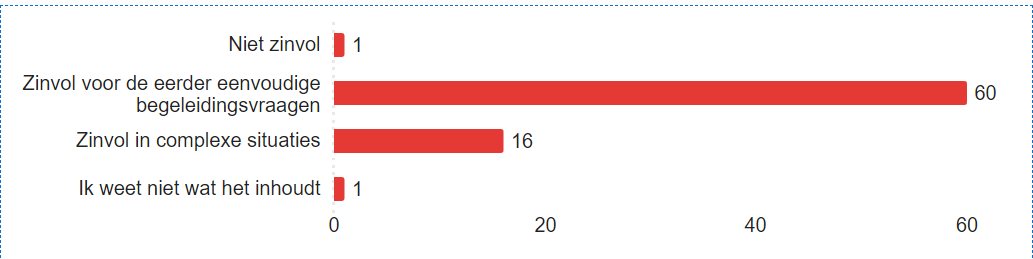 Niet zinvol 1
Zinvol voor de eerder eenvoudige
begeleidingsvraagen 60
Zinvol in complexe situaties 16
Ik weet niet wat het inhoudt 1
0 20 40 60